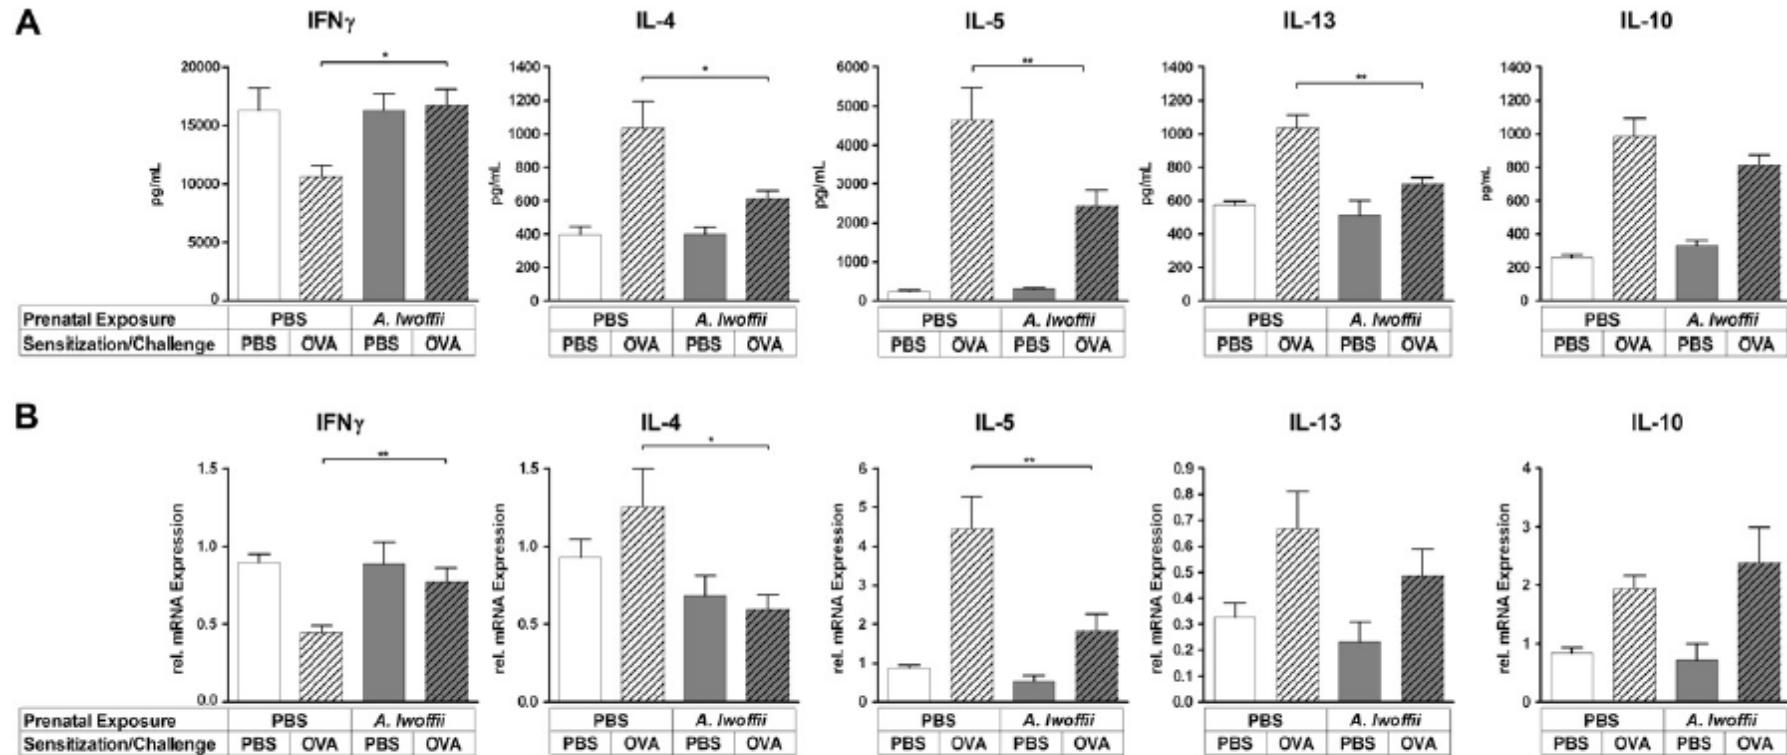 A
IFNγ IL-4 IL-5 IL-13 IL-10
* * ** **
20000 1400 6000 1400 1400
1200 5000 1200 1200
15000 1000 4000 1000 1000
pg/mL pg/mL pg/mL pg/mL pg/mL
10000 800 3000 800 800
600 600 600
5000 400 2000 400 400
200 1000 200 200
0 0 0 0 0
Prenatal Exposure PBS A. lwoffii PBS A. lwoffii PBS A. lwoffii PBS A. lwoffii PBS A. lwoffii
Sensitization/Challenge PBS OVA PBS OVA PBS OVA PBS OVA PBS OVA PBS OVA PBS OVA PBS OVA PBS OVA PBS OVA
B
IFNγ IL-4 IL-5 IL-13 IL-10
** * **
1.5 1.5 6 0.9 4
5 0.8
0.7 3
1.0 1.0 4 0.6
rel. mRNA Expression rel. mRNA Expression rel. mRNA Expression rel. mRNA Expression rel. mRNA Expression
3 0.5 2
0.4
0.5 0.5 2 0.3
0.2 1
1 0.1
0.0 0.0 0 0.0 0
Prenatal Exposure PBS A. lwoffii PBS A. lwoffii PBS A. lwoffii PBS A. lwoffii PBS A. lwoffii
Sensitization/Challenge PBS OVA PBS OVA PBS OVA PBS OVA PBS OVA PBS OVA PBS OVA PBS OVA PBS OVA PBS OVA